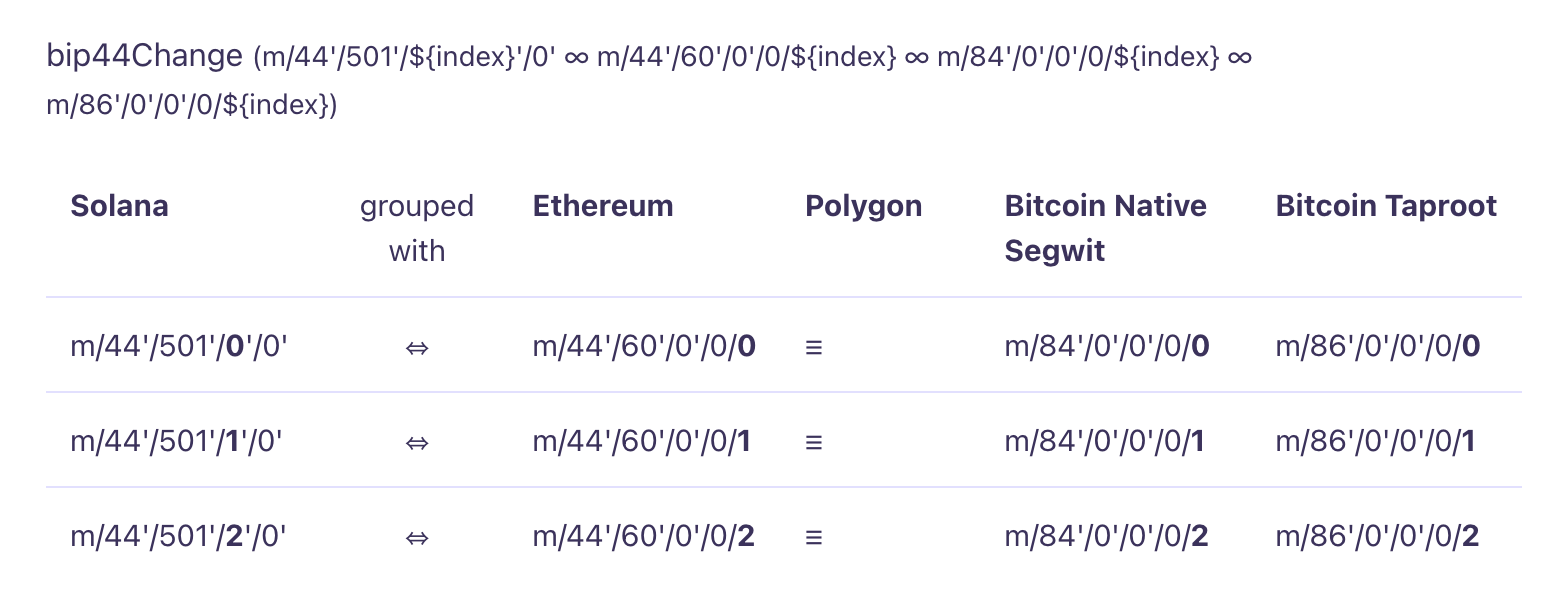 bip44Change (m/44'/501'/${index}'/0' ∞ m/44'/60'/0'/0/${index} ∞ m/84'/0'/0'/0/${index} ∞
m/86'/0'/0'/0/${index})
Solana grouped with Ethereum Polygon Bitcoin Native Segwit Bitcoin Taproot
m/44'/501'/0'/0' ⇔ m/44'/60'/0'/0/0 ≡ m/84'/0'/0'/0/0 m/86'/0'/0'/0/0
m/44'/501'/1'/0' ⇔ m/44'/60'/0'/0/1 ≡ m/84'/0'/0'/0/1 m/86'/0'/0'/0/1
m/44'/501'/2'/0' ⇔ m/44'/60'/0'/0/2 ≡ m/84'/0'/0'/0/2 m/86'/0'/0'/0/2